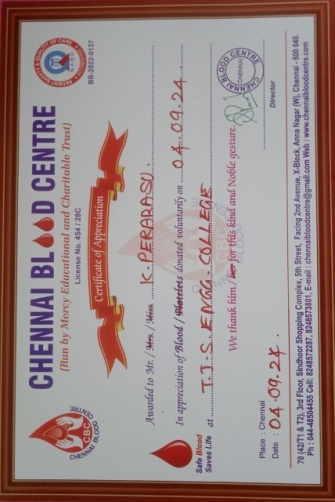 CHENNAI BLOOD CENTRE
(Run by Mercy Educational and Charitable Trust)
License No. 454 / 28C
BB-2022-0137
Certificate of Appreciation
Awarded to Mr. / Mrs. / Miss. K. PERARASU.
In appreciation of Blood / Platelets donated voluntarily on 04.09.24
at T.J.S. ENGG. COLLEGE
We thank him / her for this kind and Noble gesture.
Safe Blood
Saves Life
Place : Chennai
Date : 04.09.24.
CHENNAI BLOOD CENTRE
CHENNAI
Director
70 (42/T1 & T2), 3rd Floor, Sindhoor Shopping Complex, 5th Street, Facing 2nd Avenue, X-Block, Anna Nagar (W), Chennai - 600 040.
Ph : 044-48504455 Cell: 8248572287, 8248573801, E-mail : chennaibloodcentre@gmail.com Web : www.chennaibloodcentre.com